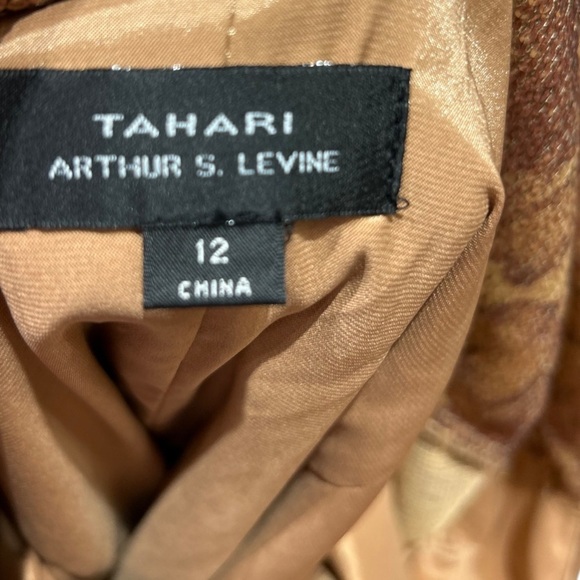 TAHARI
ARTHUR S. LEVINE
12
CHINA